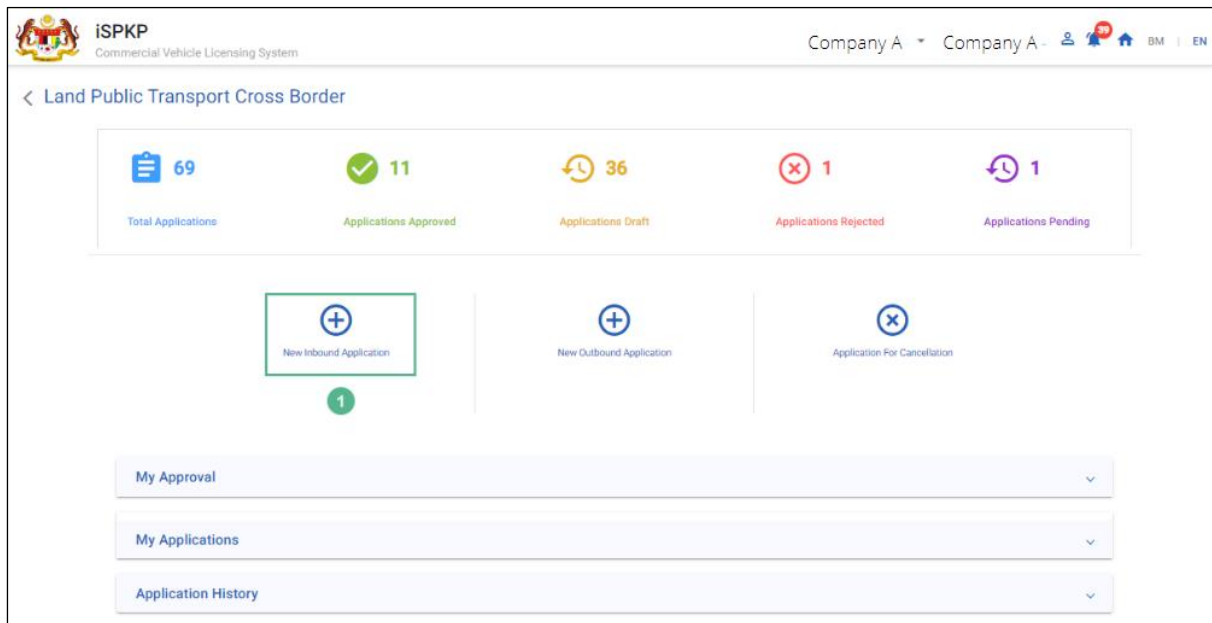 iSPKP
Commercial Vehicle Licensing System
Company A Company A - 39 BM | EN
< Land Public Transport Cross Border
69 11 36 1 1
Total Applications Applications Approved Applications Draft Applications Rejected Applications Pending
New Inbound Application New Outbound Application Application For Cancellation
1
My Approval
My Applications
Application History